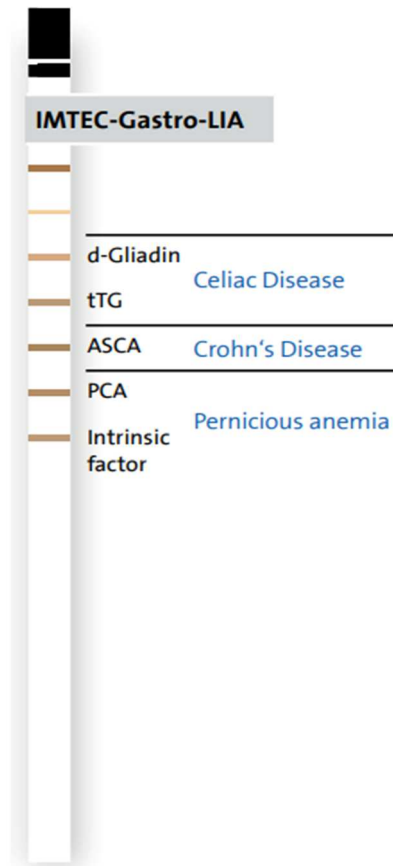 IMTEC-Gastro-LIA
d-Gliadin
Celiac Disease
tTG
ASCA Crohn‘s Disease
PCA
Pernicious anemia
Intrinsic
factor